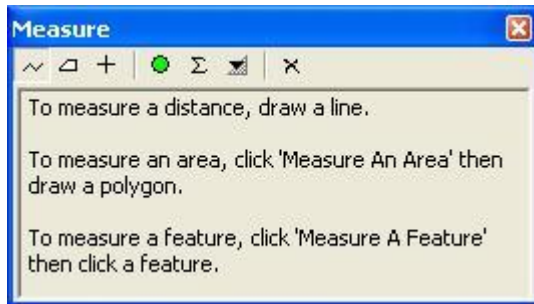 Measure
Σ
To measure a distance, draw a line.
To measure an area, click 'Measure An Area' then
draw a polygon.
To measure a feature, click 'Measure A Feature'
then click a feature.